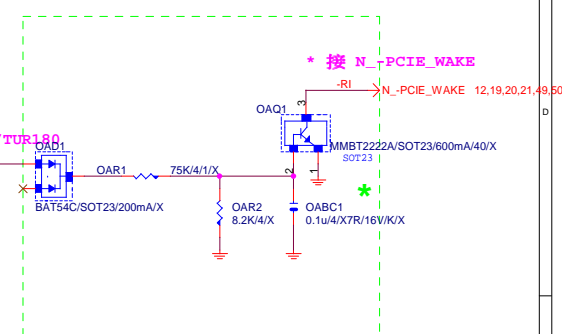 * 接 N_-PCIE_WAKE
-RI
N_-PCIE_WAKE 12,19,20,21,49,50
3
OAQ1
D
/TUR180
OAD1
MMBT2222A/SOT23/600mA/40/X
SOT23
OAR1
75K/4/1/X
2
1
*
BAT54C/SOT23/200mA/X
OAR2
8.2K/4/X
OABC1
0.1u/4/X7R/16V/K/X